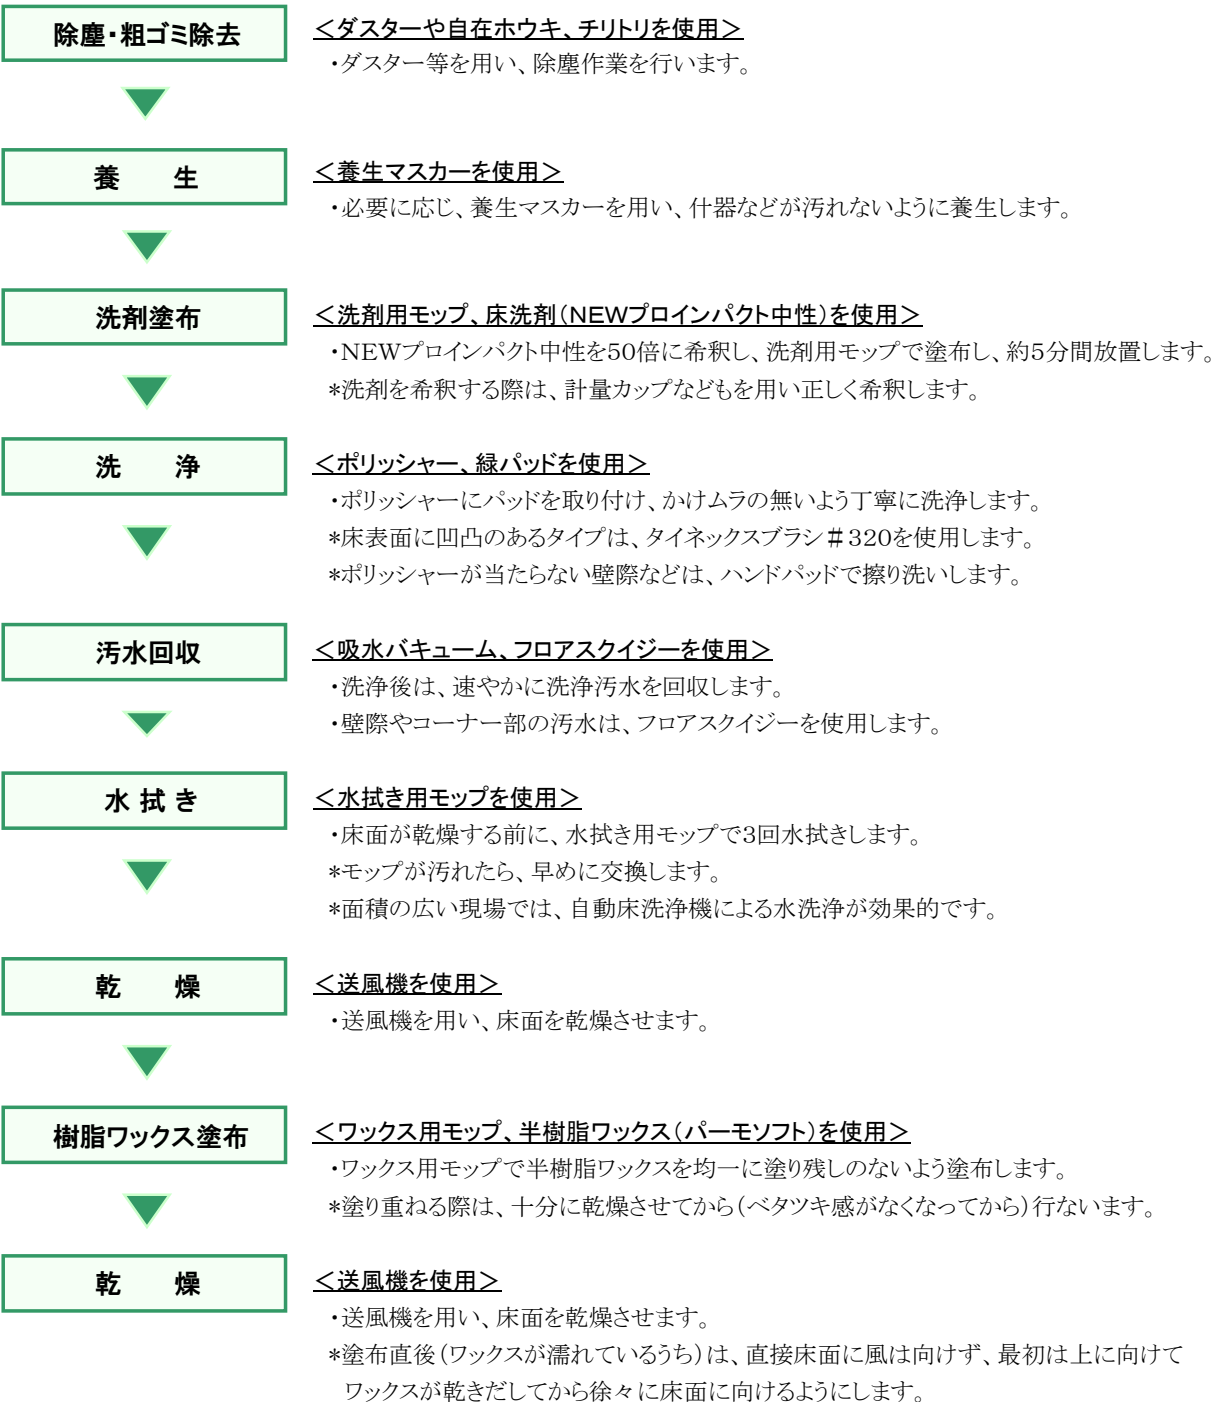 除塵・粗ゴミ除去
＜ダスターや自在ホウキ、チリトリを使用＞
・ダスター等を用い、除塵作業を行います。
養　生
＜養生マスカーを使用＞
・必要に応じ、養生マスカーを用い、什器などが汚れないように養生します。
洗剤塗布
＜洗剤用モップ、床洗剤（NEWプロインパクト中性）を使用＞
・NEWプロインパクト中性を50倍に希釈し、洗剤用モップで塗布し、約5分間放置します。
*洗剤を希釈する際は、計量カップなどもを用い正しく希釈します。
洗　浄
＜ポリッシャー、緑パッドを使用＞
・ポリッシャーにパッドを取り付け、かけムラの無いよう丁寧に洗浄します。
*床表面に凹凸のあるタイプは、タイネックスブラシ＃320を使用します。
*ポリッシャーが当たらない壁際などは、ハンドパッドで擦り洗いします。
汚水回収
＜吸水バキューム、フロアスクイジーを使用＞
・洗浄後は、速やかに洗浄汚水を回収します。
・壁際やコーナー部の汚水は、フロアスクイジーを使用します。
水 拭 き
＜水拭き用モップを使用＞
・床面が乾燥する前に、水拭き用モップで3回水拭きします。
*モップが汚れたら、早めに交換します。
*面積の広い現場では、自動床洗浄機による水洗浄が効果的です。
乾　燥
＜送風機を使用＞
・送風機を用い、床面を乾燥させます。
樹脂ワックス塗布
＜ワックス用モップ、半樹脂ワックス（パーモソフト）を使用＞
・ワックス用モップで半樹脂ワックスを均一に塗り残しのないよう塗布します。
*塗り重ねる際は、十分に乾燥させてから（ベタツキ感がなくなってから）行ないます。
乾　燥
＜送風機を使用＞
・送風機を用い、床面を乾燥させます。
*塗布直後（ワックスが濡れているうち）は、直接床面に風は向けず、最初は上に向けて
ワックスが乾きだしてから徐々に床面に向けるようにします。